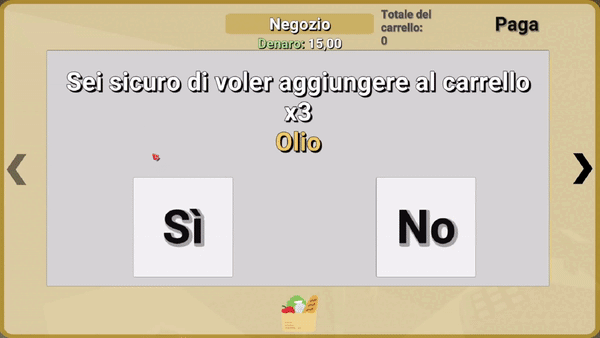 Negozio
Denaro: 15,00
Totale del
carrello:
0
Paga
Sei sicuro di voler aggiungere al carrello
x3
Olio
Sì
No